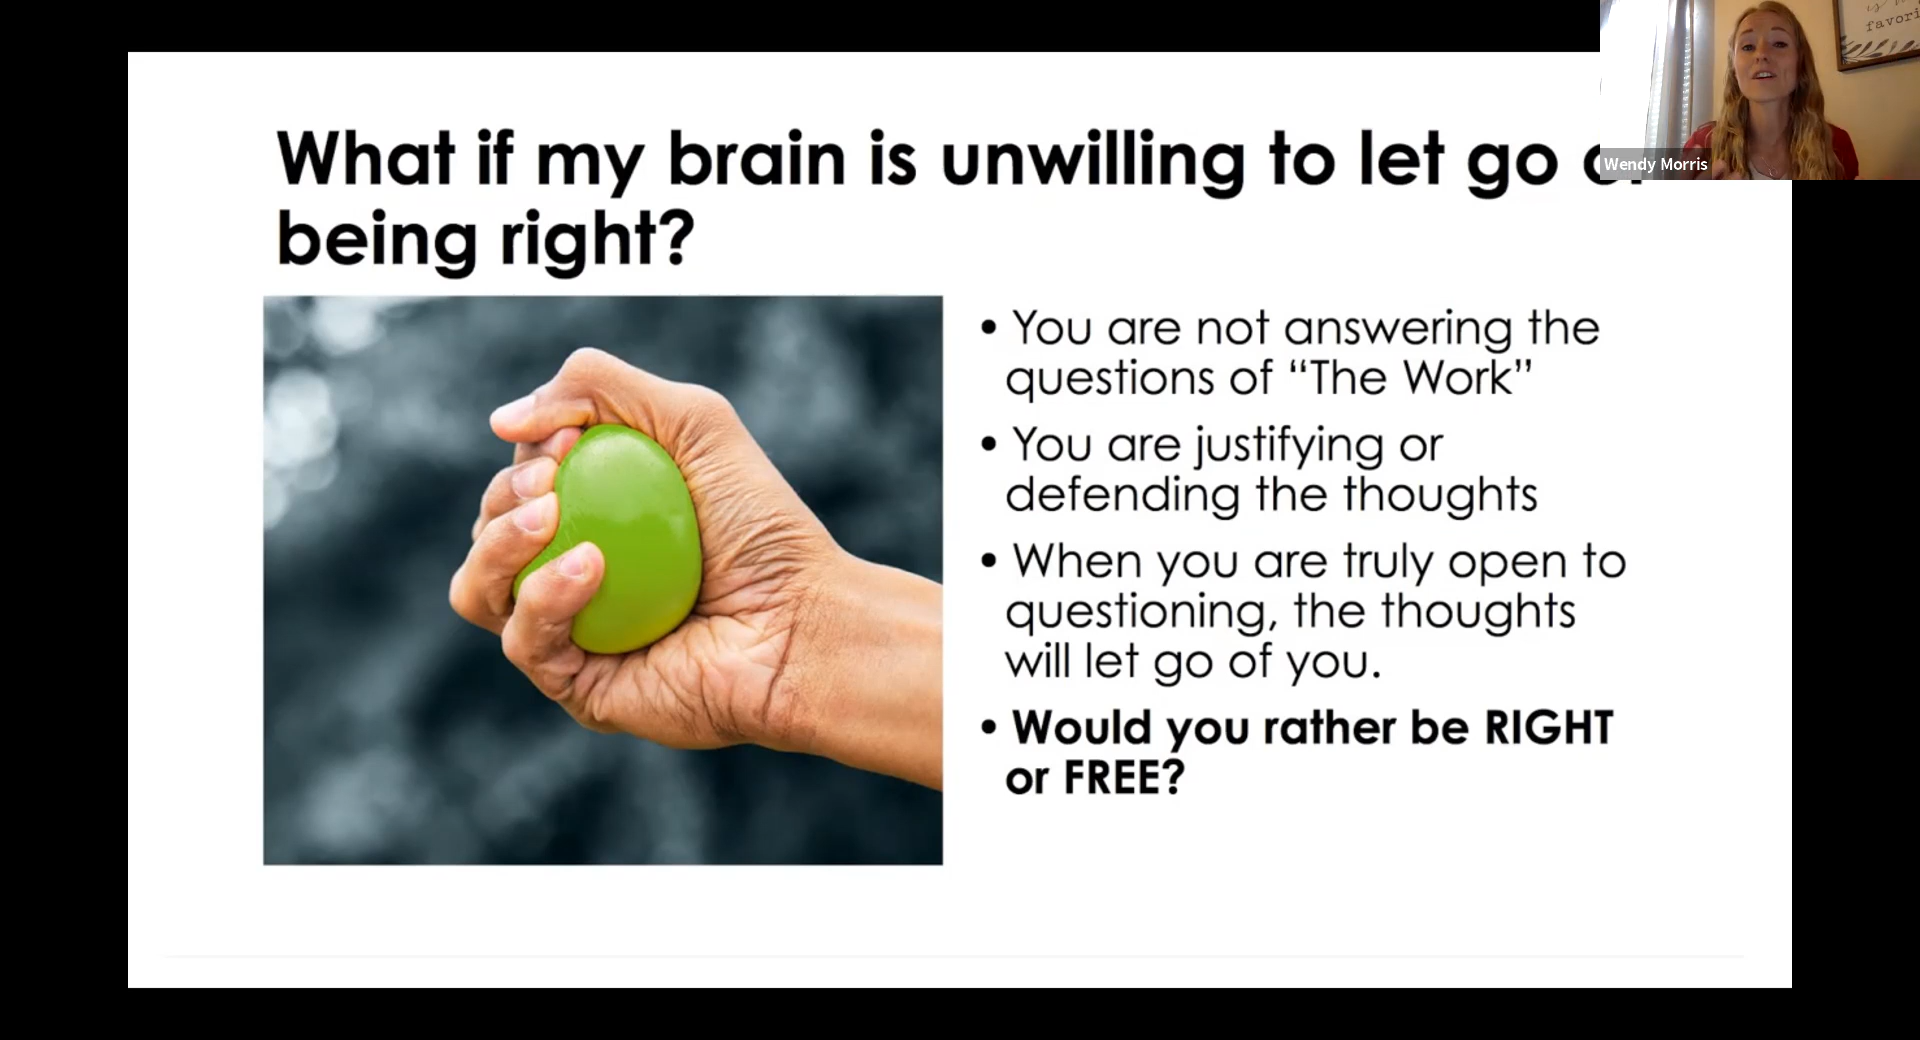 What if my brain is unwilling to let go
being right?
• You are not answering the
questions of “The Work”
• You are justifying or
defending the thoughts
• When you are truly open to
questioning, the thoughts
will let go of you.
• Would you rather be RIGHT
or FREE?
Wendy Morris